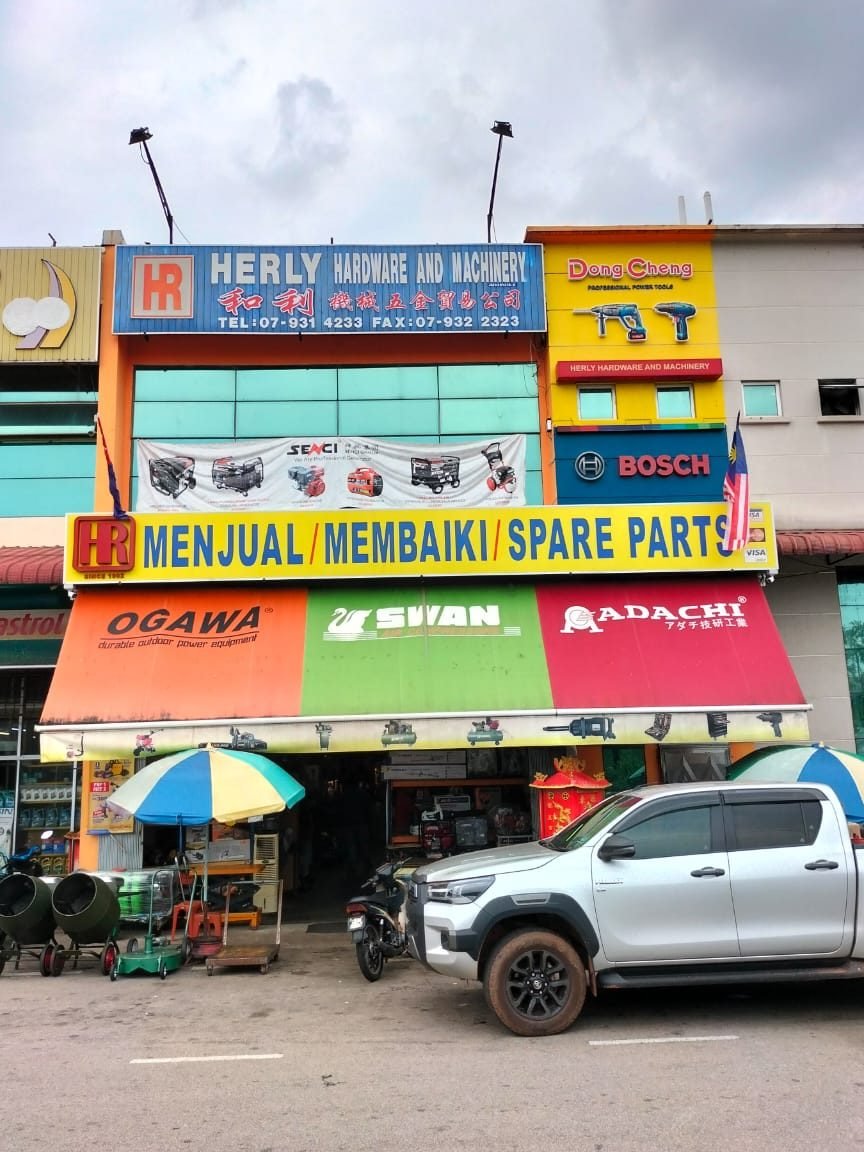 HR
HERLY HARDWARE AND MACHINERY
和利 機械五金貿易公司
TEL:07-931 4233 FAX:07-932 2323
Dong Cheng
PROFESSIONAL POWER TOOLS
HERLY HARDWARE AND MACHINERY
BOSCH
SENCI
HR
SINCE 1992
MENJUAL/MEMBAIKI/SPARE PARTS
VISA
VISA
OGAWA®
durable outdoor power equipment
SWAN
ADACHI®
アダチ技研工業
astrol